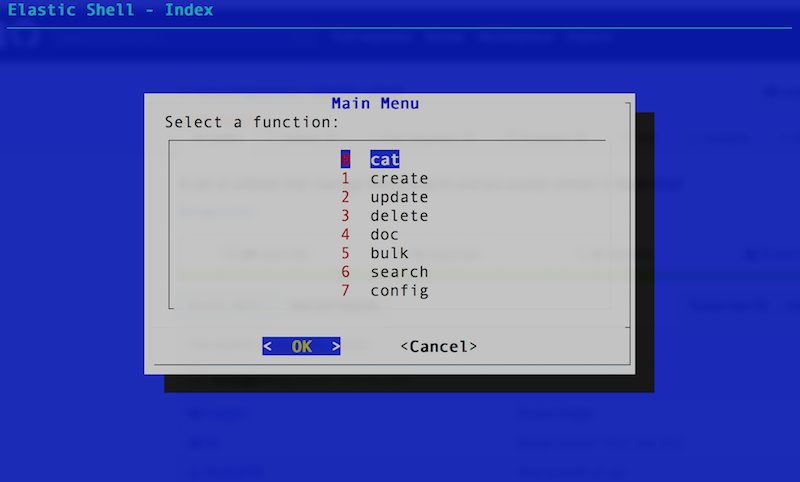 Elastic Shell - Index
Main Menu
Select a function:
0 cat
1 create
2 update
3 delete
4 doc
5 bulk
6 search
7 config
< OK > <Cancel>